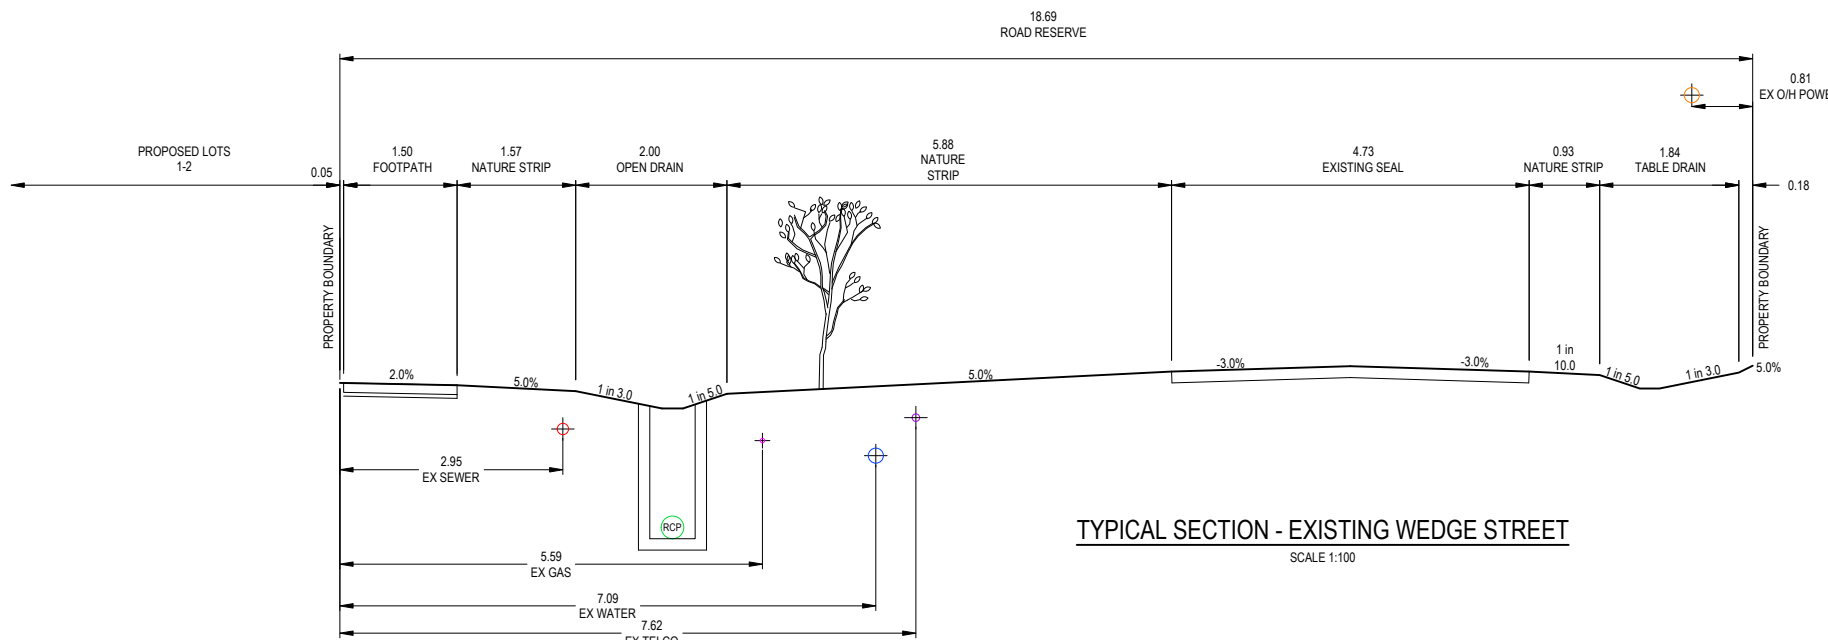 18.69
ROAD RESERVE
0.81
EX O/H POWE
PROPOSED LOTS
1-2
0.05
1.50
FOOTPATH
1.57
NATURE STRIP
2.00
OPEN DRAIN
5.88
NATURE
STRIP
4.73
EXISTING SEAL
0.93
NATURE STRIP
1.84
TABLE DRAIN
0.18
PROPERTY BOUNDARY
PROPERTY BOUNDARY
2.0%
5.0%
1 in 3.0
1 in 5.0
5.0%
-3.0%
-3.0%
1 in
10.0
1 in 5.0
1 in 3.0
5.0%
2.95
EX SEWER
RCP
5.59
EX GAS
7.09
EX WATER
7.62
EX TELCO
TYPICAL SECTION - EXISTING WEDGE STREET
SCALE 1:100